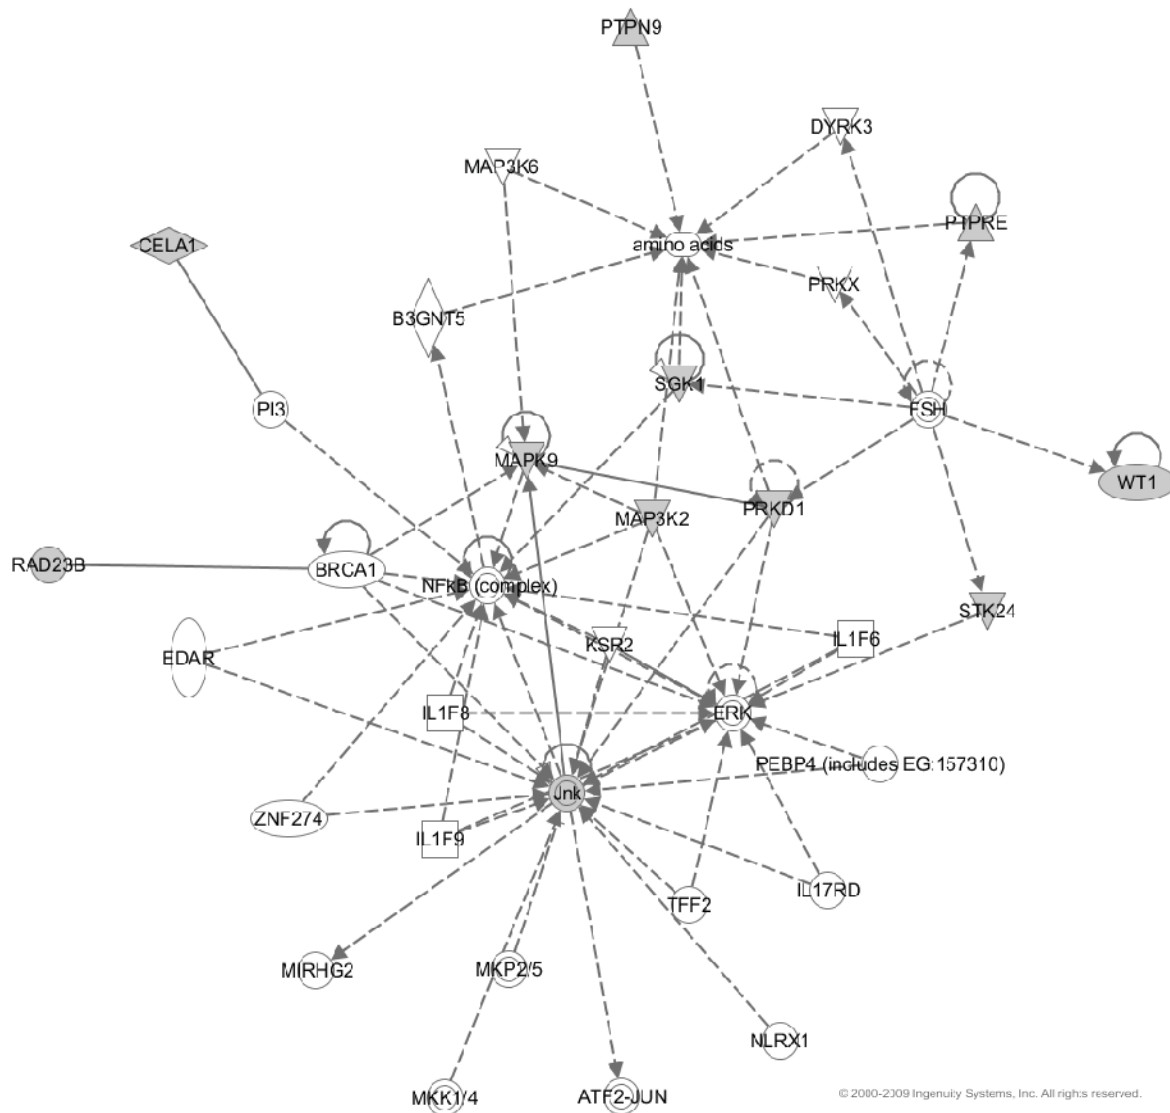 PTPN9
DYRK3
MAP3K6
PTPRE
CELA1
amino acids
PRKX
B3GNT5
SGK1
PI3
FSH
MAPK9
WT1
MAP3K2
PRKD1
RAD23B
BRCA1
NFkB (complex)
STK24
KSR2
IL1F6
EDAR
IL1F8
ERK
PEBP4 (includes EG:157310)
Jnk
ZNF274
IL1F9
IL17RD
TFF2
MIRHG2
MKP2/5
NLRX1
MKK1/4
ATF2-JUN
© 2000-2009 Ingenuity Systems, Inc. All rights reserved.